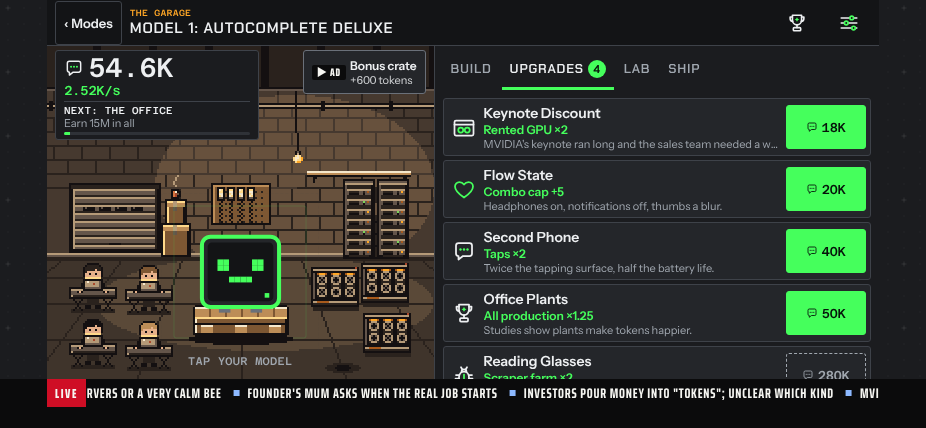 ‹ Modes
THE GARAGE
MODEL 1: AUTOCOMPLETE DELUXE
54.6K
2.52K/s
NEXT: THE OFFICE
Earn 15M in all
AD
Bonus crate
+600 tokens
TAP YOUR MODEL
BUILD UPGRADES 4 LAB SHIP
Keynote Discount
Rented GPU ×2
MVIDIA's keynote ran long and the sales team needed a w...
18K
Flow State
Combo cap +5
Headphones on, notifications off, thumbs a blur.
20K
Second Phone
Taps ×2
Twice the tapping surface, half the battery life.
40K
Office Plants
All production ×1.25
Studies show plants make tokens happier.
50K
Reading Glasses
Scraper farm ×2
280K
LIVE RVERS OR A VERY CALM BEE ■ FOUNDER'S MUM ASKS WHEN THE REAL JOB STARTS ■ INVESTORS POUR MONEY INTO "TOKENS"; UNCLEAR WHICH KIND ■ MVI